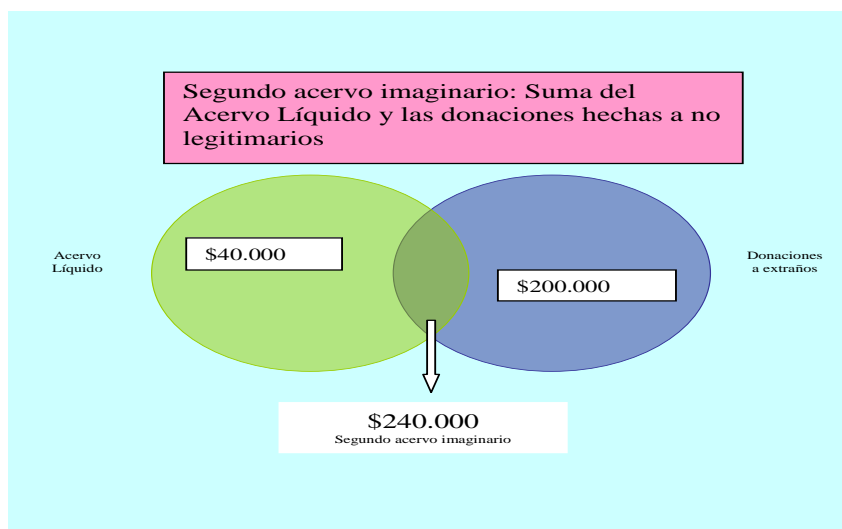 Segundo acervo imaginario: Suma del
Acervo Líquido y las donaciones hechas a no
legitimarios
Acervo
Líquido
$40.000
$200.000
Donaciones
a extraños
$240.000
Segundo acervo imaginario